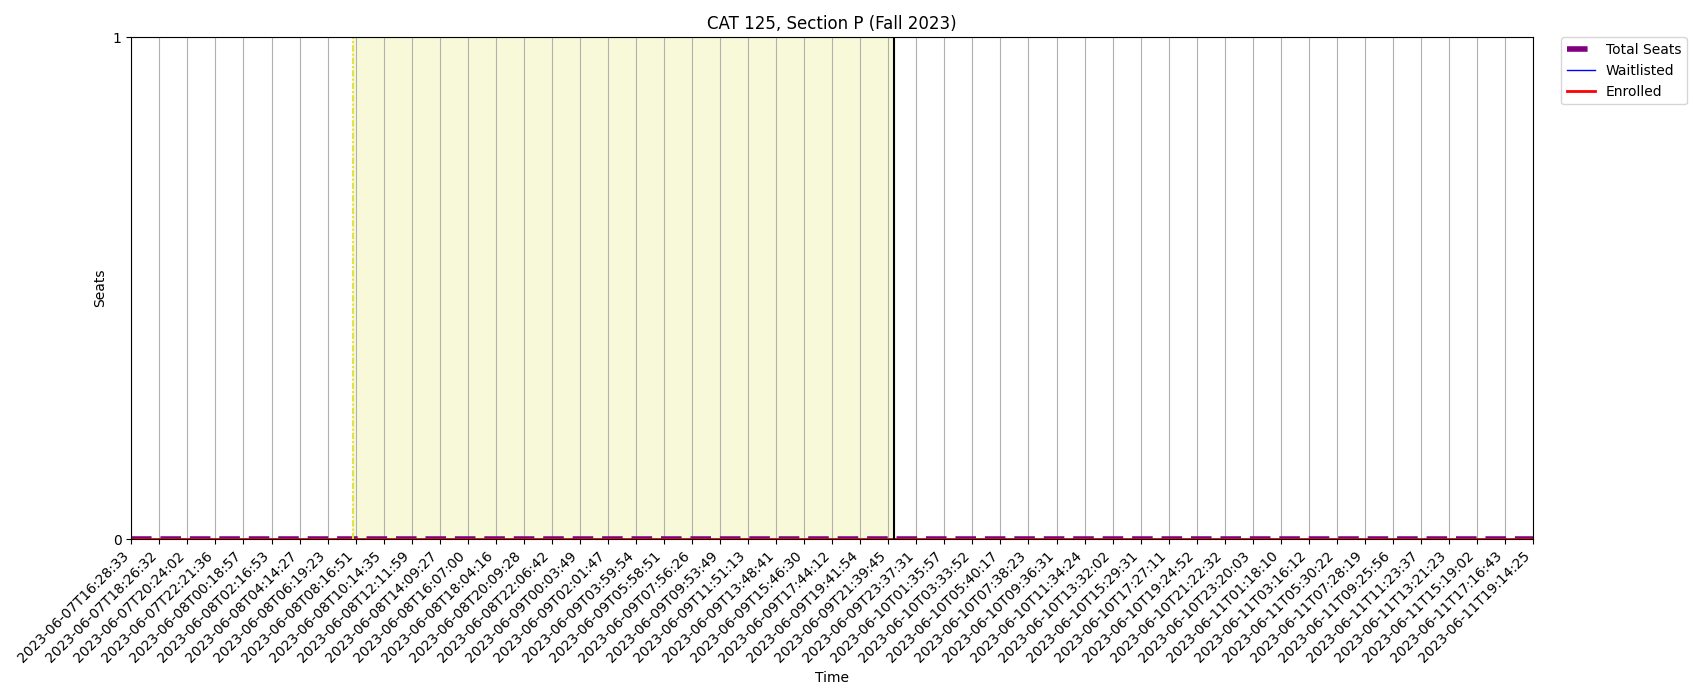 CAT 125, Section P (Fall 2023)
Total Seats
Waitlisted
Enrolled
Seats
1
0
2023-06-07T16:28:33
2023-06-07T18:26:32
2023-06-07T20:24:02
2023-06-07T22:21:36
2023-06-08T00:18:57
2023-06-08T02:16:53
2023-06-08T04:14:27
2023-06-08T06:19:23
2023-06-08T08:16:51
2023-06-08T10:14:35
2023-06-08T12:11:59
2023-06-08T14:09:27
2023-06-08T16:07:00
2023-06-08T18:04:16
2023-06-08T20:09:28
2023-06-08T22:06:42
2023-06-09T00:03:49
2023-06-09T02:01:47
2023-06-09T03:59:54
2023-06-09T05:58:51
2023-06-09T07:56:26
2023-06-09T09:53:49
2023-06-09T11:51:13
2023-06-09T13:48:41
2023-06-09T15:46:30
2023-06-09T17:44:12
2023-06-09T19:41:54
2023-06-09T21:39:45
2023-06-09T23:37:31
2023-06-10T01:35:57
2023-06-10T03:33:52
2023-06-10T05:40:17
2023-06-10T07:38:23
2023-06-10T09:36:31
2023-06-10T11:34:24
2023-06-10T13:32:02
2023-06-10T15:29:31
2023-06-10T17:27:11
2023-06-10T19:24:52
2023-06-10T21:22:32
2023-06-10T23:20:03
2023-06-11T01:18:10
2023-06-11T03:16:12
2023-06-11T05:30:22
2023-06-11T07:28:19
2023-06-11T09:25:56
2023-06-11T11:23:37
2023-06-11T13:21:23
2023-06-11T15:19:02
2023-06-11T17:16:43
2023-06-11T19:14:25
Time